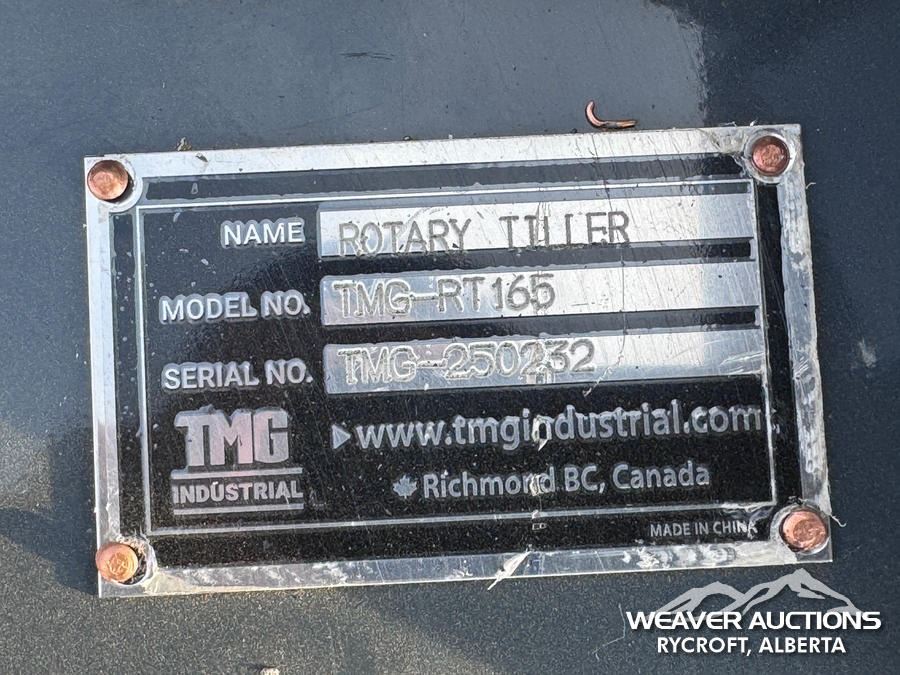 NAME ROTARY TILLER
MODEL NO. TMG-RT165
SERIAL NO. TMG-250232
TMG
INDUSTRIAL
www.tmgindustrial.com
Richmond BC, Canada
MADE IN CHINA
WEAVER AUCTIONS
RYCROFT, ALBERTA